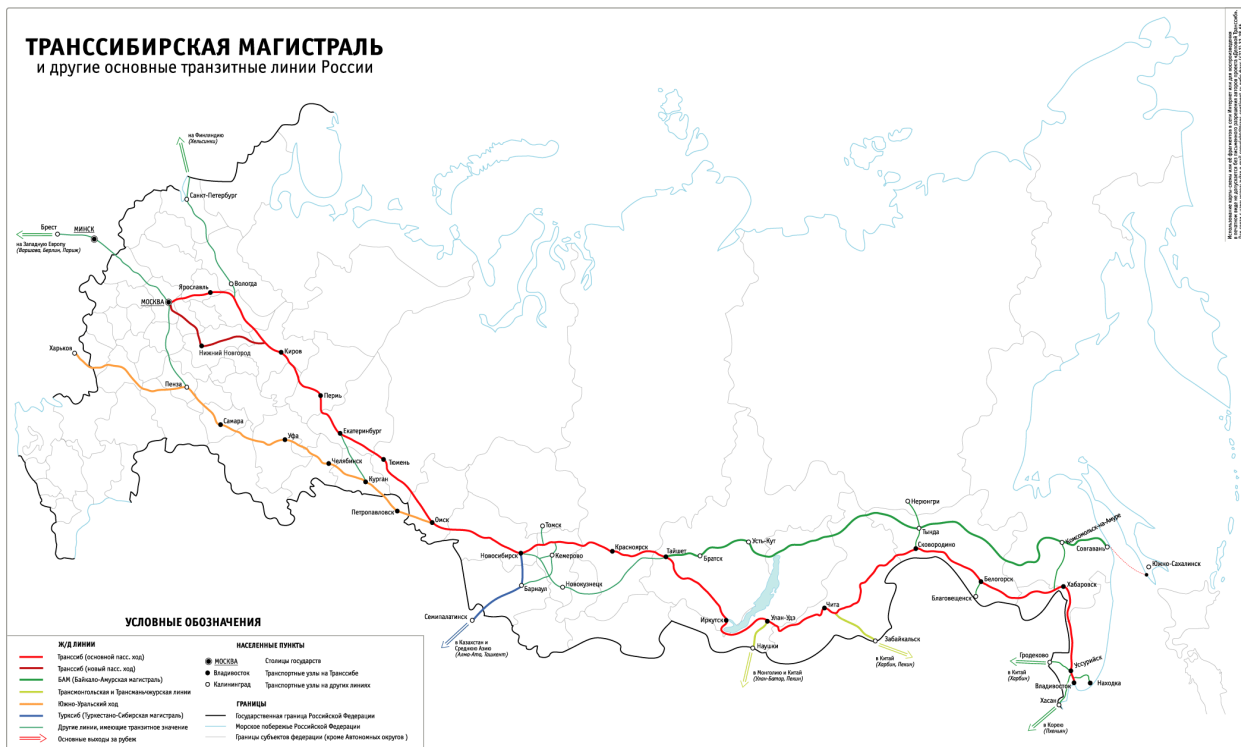 ТРАНССИБИРСКАЯ МАГИСТРАЛЬ
и другие основные транзитные линии России
на Финляндию
(Хельсинки)
Санкт-Петербург
Брест
МИНСК
на Западную Европу
(Варшава, Берлин, Париж)
Ярославль
Вологда
МОСКВА
Нижний Новгород
Киров
Харьков
Пенза
Пермь
Самара
Уфа
Екатеринбург
Челябинск
Тюмень
Курган
Петропавловск
Омск
Томск
Новосибирск
Кемерово
Красноярск
Тайшет
Братск
Усть-Кут
Новокузнецк
Барнаул
Семипалатинск
в Казахстан и
Среднюю Азию
(Алма-Ата, Ташкент)
Иркутск
Улан-Удэ
Чита
Наушки
в Монголию и Китай
(Улан-Батор, Пекин)
Забайкальск
в Китай
(Харбин, Пекин)
Нерюнгри
Тында
Сковородино
Белогорск
Благовещенск
Комсомольск-на-Амуре
Совгавань
Южно-Сахалинск
Хабаровск
Гродеково
в Китай
(Харбин)
Уссурийск
Владивосток
Находка
Хасан
в Корею
(Пхеньян)
УСЛОВНЫЕ ОБОЗНАЧЕНИЯ
Ж/Д ЛИНИИ
Транссиб (основной пасс. ход)
Транссиб (новый пасс. ход)
БАМ (Байкало-Амурская магистраль)
Трансмонгольская и Трансманьчжурская линии
Южно-Уральский ход
Турксиб (Туркестано-Сибирская магистраль)
Другие линии, имеющие транзитное значение
Основные выходы за рубеж
НАСЕЛЕННЫЕ ПУНКТЫ
МОСКВА Столицы государств
Владивосток Транспортные узлы на Транссибе
Калининград Транспортные узлы на других линиях
ГРАНИЦЫ
Государственная граница Российской Федерации
Морское побережье Российской Федерации
Границы субъектов федерации (кроме Автономных округов )